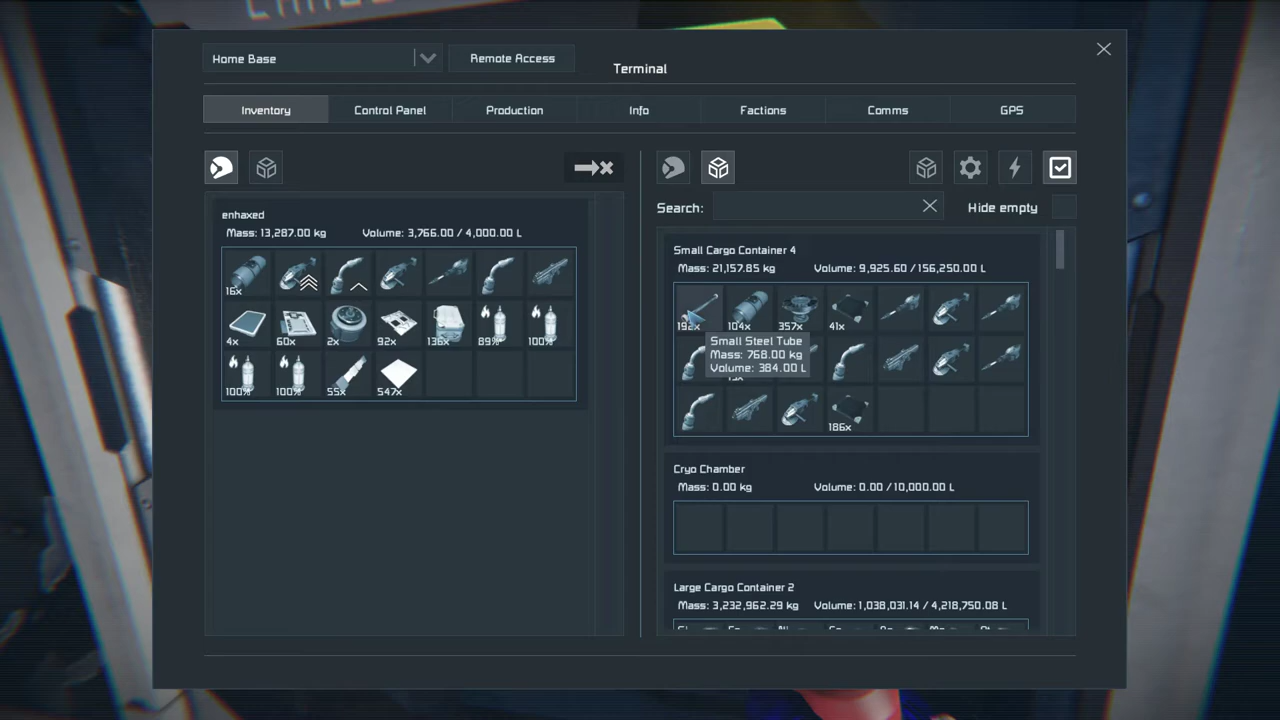 Home Base
Remote Access
Terminal
Inventory
Control Panel
Production
Info
Factions
Comms
GPS
Search:
Hide empty
enhaxed
Mass: 13,287.00 kg
Volume: 3,766.00 / 4,000.00 L
16x
4x
60x
2x
92x
136x
89%
100%
100%
100%
55x
547x
Small Cargo Container 4
Mass: 21,157.85 kg
Volume: 9,925.60 / 156,250.00 L
192x
104x
357x
41x
Small Steel Tube
Mass: 768.00 kg
Volume: 384.00 L
186x
Cryo Chamber
Mass: 0.00 kg
Volume: 0.00 / 10,000.00 L
Large Cargo Container 2
Mass: 3,232,962.29 kg
Volume: 1,038,031.14 / 4,218,750.08 L